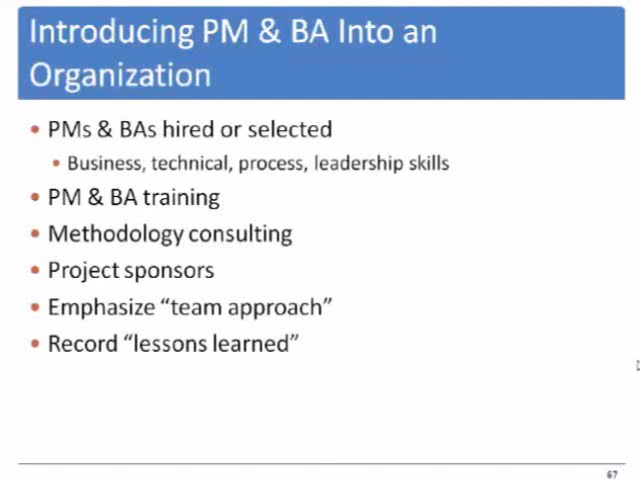 Introducing PM & BA Into an
Organization
• PMs & BAs hired or selected
• Business, technical, process, leadership skills
• PM & BA training
• Methodology consulting
• Project sponsors
• Emphasize “team approach”
• Record “lessons learned”
67